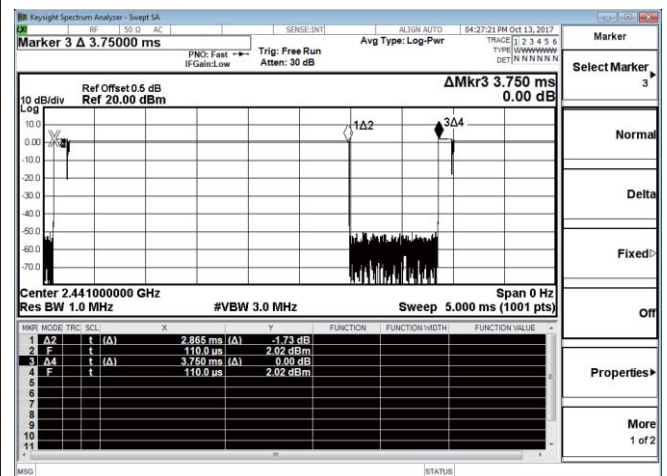 Keysight Spectrum Analyzer - Swept SA
LXI RF 50 Ω AC SENSE:INT ALIGN AUTO 04:27:21 PM Oct 13, 2017
Marker 3 Δ 3.75000 ms
PNO: Fast
IFGain:Low
Trig: Free Run
Atten: 30 dB
Avg Type: Log-Pwr
TRACE 1 2 3 4 5 6
TYPE WWWWWW
DET N N N N N N
Ref Offset 0.5 dB
10 dB/div Ref 20.00 dBm
Log
ΔMkr3 3.750 ms
0.00 dB
10.0
0.00
-10.0
-20.0
-30.0
-40.0
-50.0
-60.0
-70.0
1Δ2
3Δ4
Center 2.441000000 GHz Span 0 Hz
Res BW 1.0 MHz #VBW 3.0 MHz Sweep 5.000 ms (1001 pts)
MKR MODE TRC SCL X Y FUNCTION FUNCTION WIDTH FUNCTION VALUE
1 Δ2 t (Δ) 2.865 ms (Δ) -1.73 dB
2 F t 110.0 µs 2.02 dBm
3 Δ4 t (Δ) 3.750 ms (Δ) 0.00 dB
4 F t 110.0 µs 2.02 dBm
5
6
7
8
9
10
11
MSG STATUS
Marker
Select Marker
3
Normal
Delta
Fixed
Off
Properties
More
1 of 2